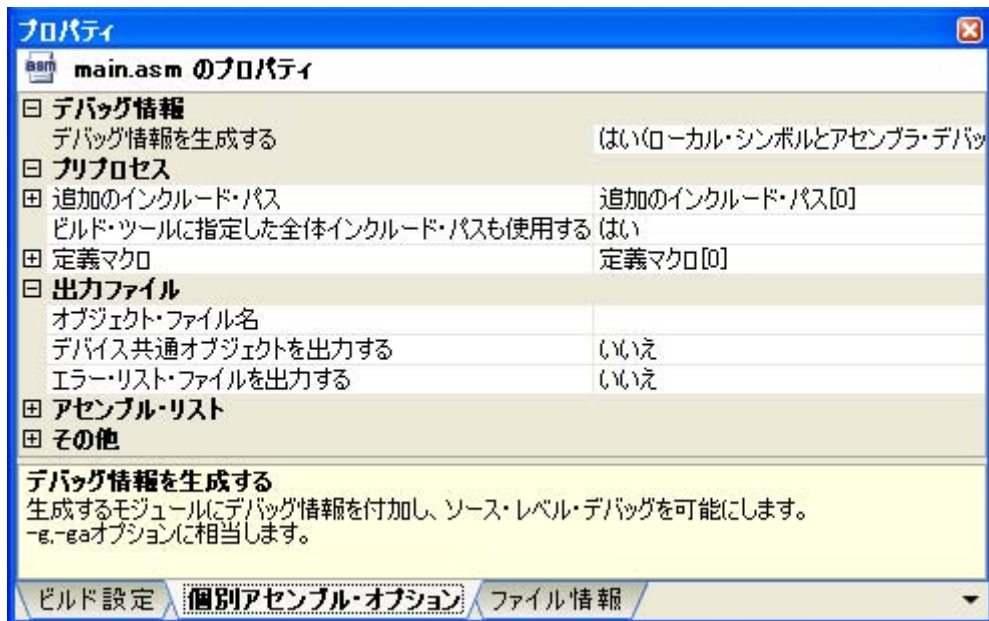 プロパティ
asm main.asm のプロパティ
デバッグ情報
デバッグ情報を生成する はい(ローカル・シンボルとアセンブラ・デバッ
プリプロセス
追加のインクルード・パス 追加のインクルード・パス[0]
ビルド・ツールに指定した全体インクルード・パスも使用する はい
定義マクロ 定義マクロ[0]
出力ファイル
オブジェクト・ファイル名
デバイス共通オブジェクトを出力する いいえ
エラー・リスト・ファイルを出力する いいえ
アセンブル・リスト
その他
デバッグ情報を生成する
生成するモジュールにデバッグ情報を付加し、ソース・レベル・デバッグを可能にします。
-g,-gaオプションに相当します。
ビルド設定 個別アセンブル・オプション ファイル情報